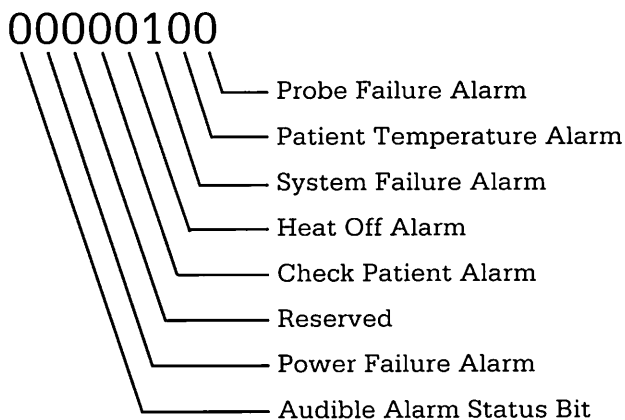 00000100
Probe Failure Alarm
Patient Temperature Alarm
System Failure Alarm
Heat Off Alarm
Check Patient Alarm
Reserved
Power Failure Alarm
Audible Alarm Status Bit